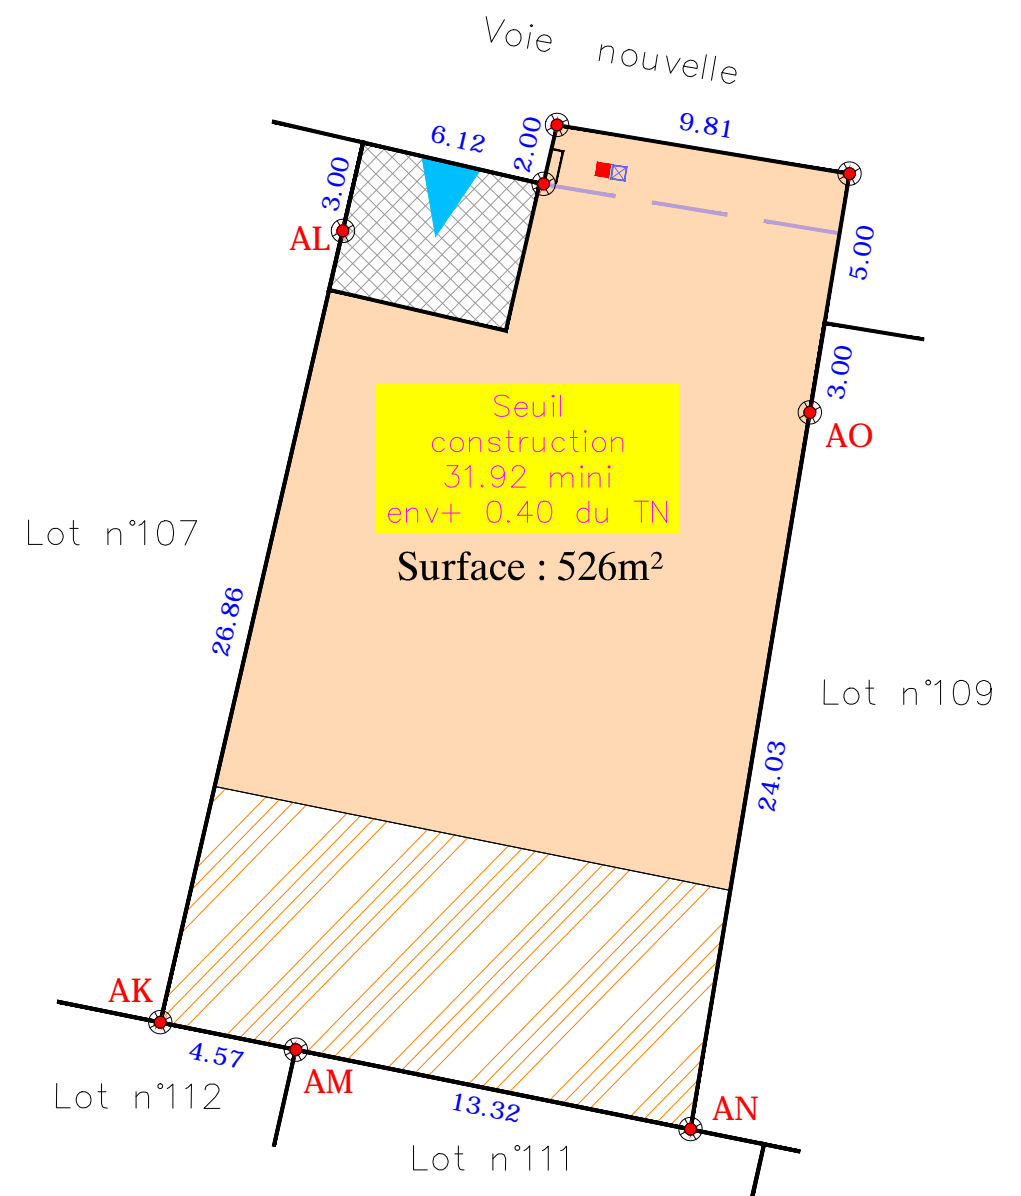 Voie nouvelle
9.81
6.12
2.00
3.00
AL
5.00
3.00
AO
Seuil
construction
31.92 mini
env+ 0.40 du TN
Surface : 526m²
Lot n°107
26.86
Lot n°109
24.03
AK
4.57
AM
13.32
AN
Lot n°112
Lot n°111